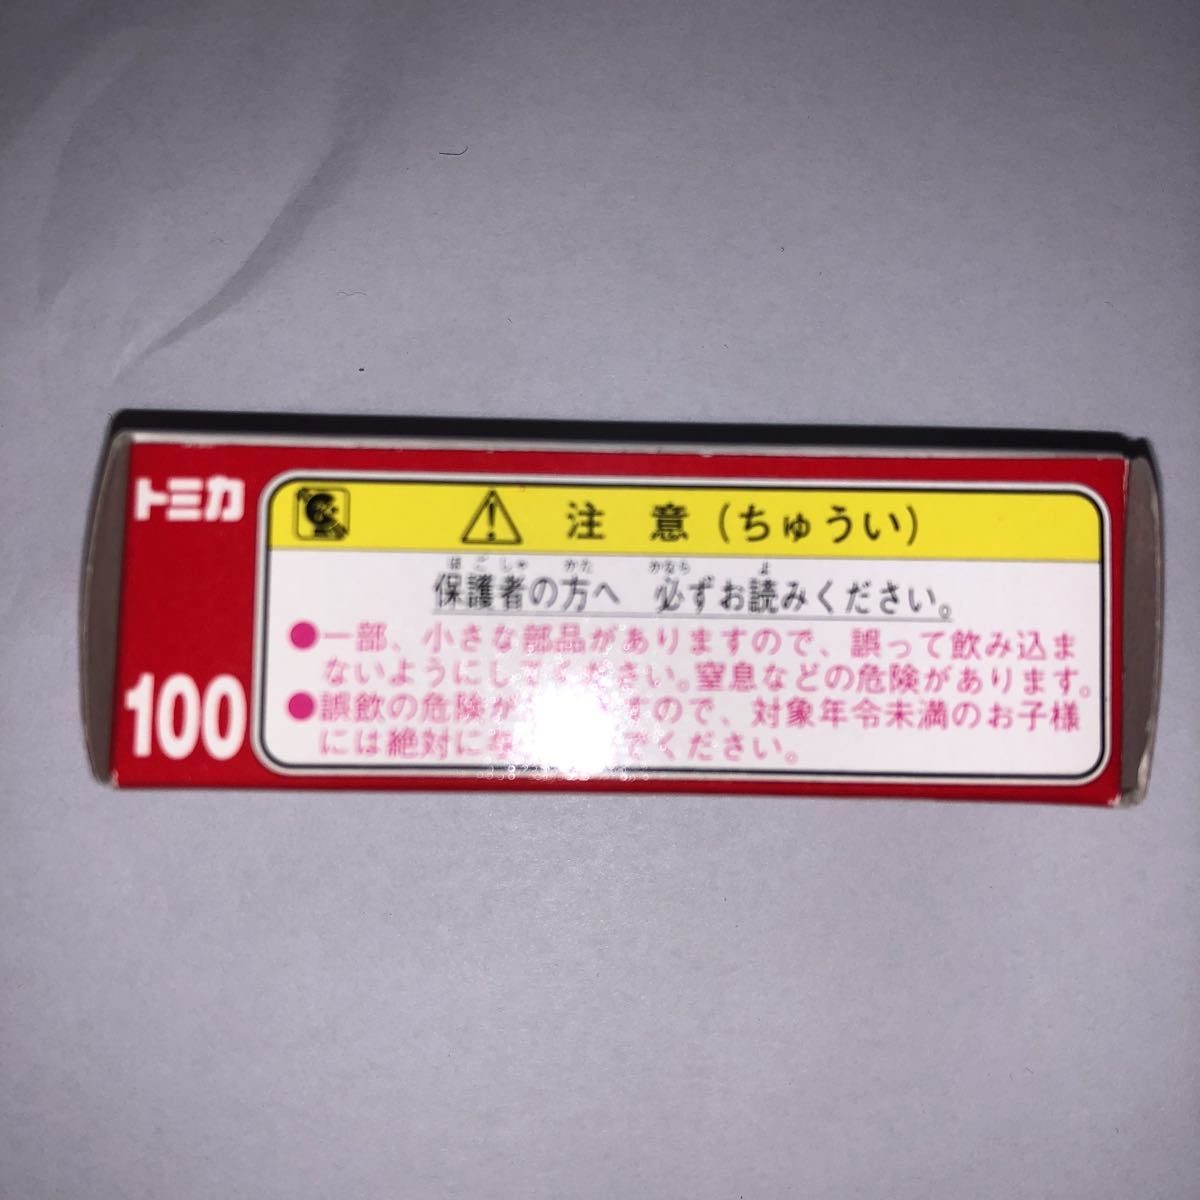 トミカ
100
注 意（ちゅうい）
ほ ご しゃ かた かなら よ
保護者の方へ 必ずお読みください。
●一部、小さな部品がありますので、誤って飲み込ま
ないようにしてください。窒息などの危険があります。
●誤飲の危険が すので、対象年令未満のお子様
には絶対に でください。